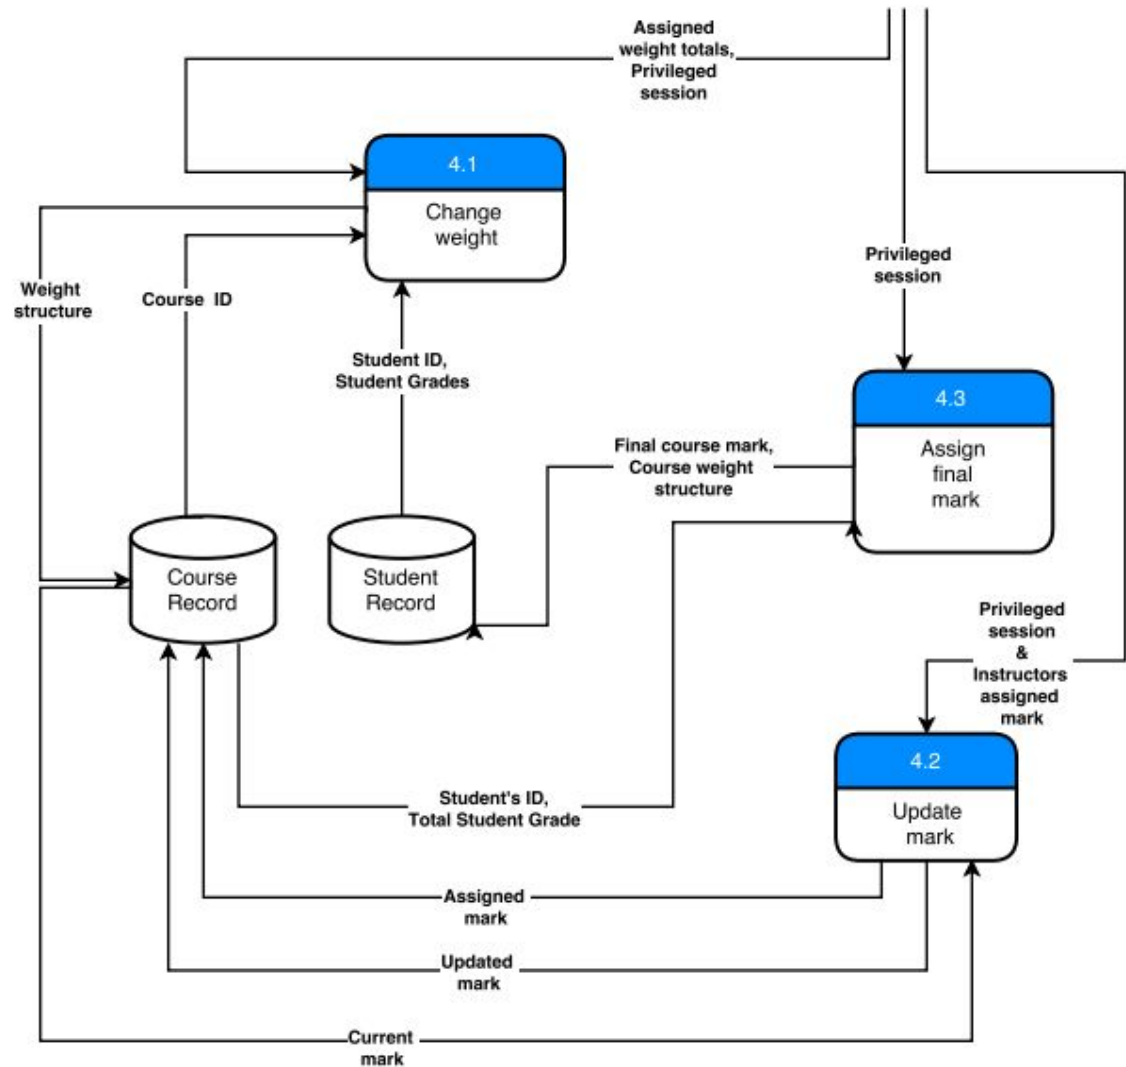 Assigned
weight totals,
Privileged
session
4.1
Change
weight
Privileged
session
Weight
structure
Course ID
Student ID,
Student Grades
4.3
Assign
final
mark
Final course mark,
Course weight
structure
Course
Record
Student
Record
Privileged
session
&
Instructors
assigned
mark
4.2
Update
mark
Student's ID,
Total Student Grade
Assigned
mark
Updated
mark
Current
mark